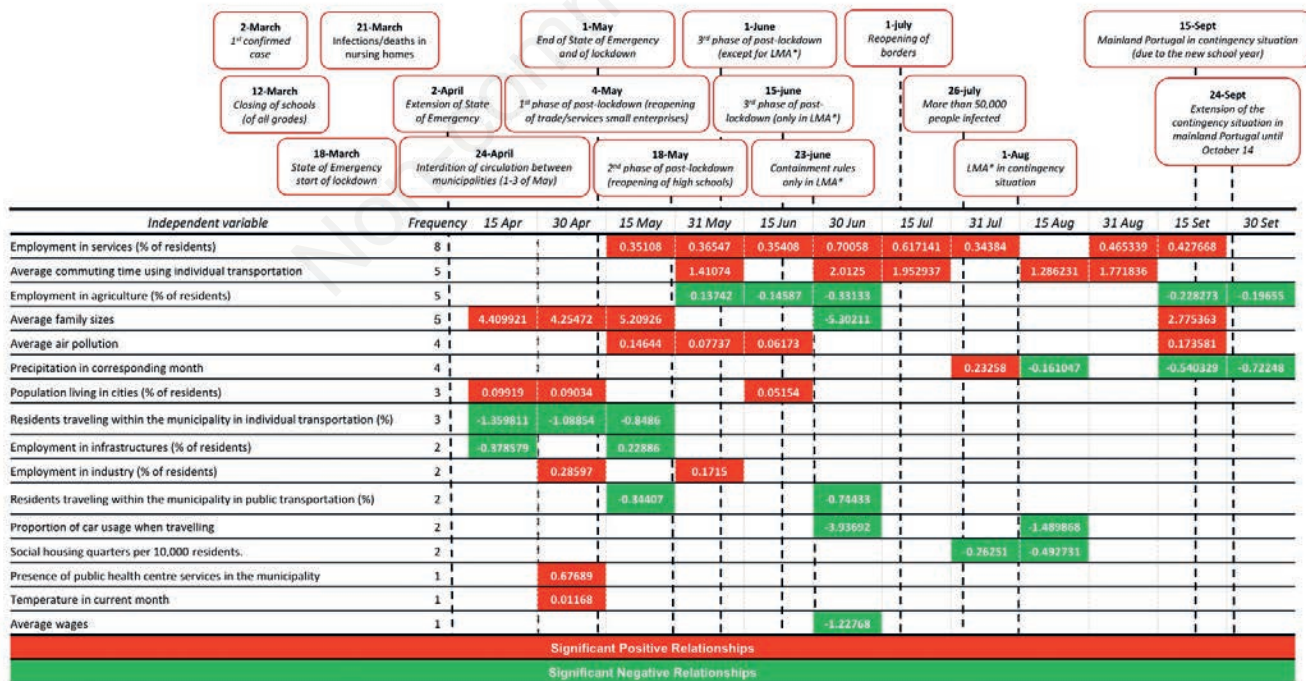 2-March
1st confirmed
case
21-March
Infections/deaths in
nursing homes
1-May
End of State of Emergency
and of lockdown
1-June
3rd phase of post-lockdown
(except for LMA*)
1-july
Reopening of
borders
15-Sept
Mainland Portugal in contingency situation
(due to the new school year)
12-March
Closing of schools
(of all grades)
2-April
Extension of State
of Emergency
4-May
1st phase of post-lockdown (reopening
of trade/services small enterprises)
15-june
3rd phase of post-
lockdown (only in LMA*)
26-july
More than 50,000
people infected
24-Sept
Extension of the
contingency situation in
mainland Portugal until
October 14
18-March
State of Emergency
start of lockdown
24-April
Interdition of circulation between
municipalities (1-3 of May)
18-May
2nd phase of post-lockdown
(reopening of high schools)
23-june
Containment rules
only in LMA*
1-Aug
LMA* in contingency
situation
Independent variable Frequency 15 Apr 30 Apr 15 May 31 May 15 Jun 30 Jun 15 Jul 31 Jul 15 Aug 31 Aug 15 Set 30 Set
Employment in services (% of residents) 8 0.35108 0.36547 0.35408 0.70058 0.617141 0.34384 0.465339 0.427668
Average commuting time using individual transportation 5 1.41074 2.0125 1.952937 1.286231 1.771836
Employment in agriculture (% of residents) 5 0.13742 -0.14587 -0.33133 -0.228273 -0.19655
Average family sizes 5 4.409921 4.25472 5.20926 -5.30211 2.775363
Average air pollution 4 0.14644 0.07737 0.06173 0.173581
Precipitation in corresponding month 4 0.23258 -0.161047 -0.540329 -0.72248
Population living in cities (% of residents) 3 0.09919 0.09034 0.05154
Residents traveling within the municipality in individual transportation (%) 3 -1.359811 -1.08854 -0.8486
Employment in infrastructures (% of residents) 2 -0.378579 0.22886
Employment in industry (% of residents) 2 0.28597 0.1715
Residents traveling within the municipality in public transportation (%) 2 -0.34407 -0.74433
Proportion of car usage when travelling 2 -3.93692 -1.489868
Social housing quarters per 10,000 residents. 2 -0.26251 -0.492731
Presence of public health centre services in the municipality 1 0.67689
Temperature in current month 1 0.01168
Average wages 1 -1.22768
Significant Positive Relationships
Significant Negative Relationships